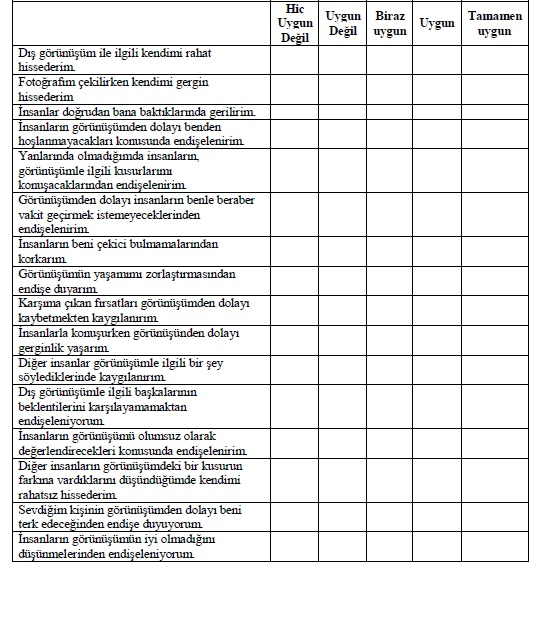 Hiç Uygun Değil
Uygun Değil
Biraz uygun
Uygun
Tamamen uygun
Dış görünüşüm ile ilgili kendimi rahat
hissederim.
Fotoğrafım çekilirken kendimi gergin
hissederim
İnsanlar doğrudan bana baktıklarında gerilirim.
İnsanların görünüşümden dolayı benden
hoşlanmayacakları konusunda endişelenirim.
Yanlarında olmadığımda insanların,
görünüşümle ilgili kusurlarımı
konuşacaklarından endişelenirim.
Görünüşümden dolayı insanların benle beraber
vakit geçirmek istemeyeceklerinden
endişelenirim.
İnsanların beni çekici bulmamalarından
korkarım.
Görünüşümün yaşamımı zorlaştırmasından
endişe duyarım.
Karşıma çıkan fırsatları görünüşümden dolayı
kaybetmekten kaygılanırım.
İnsanlarla konuşurken görünüşünden dolayı
gerginlik yaşarım.
Diğer insanlar görünüşümle ilgili bir şey
söylediklerinde kaygılanırım.
Dış görünüşümle ilgili başkalarının
beklentilerini karşılayamamaktan
endişeleniyorum.
İnsanların görünüşümü olumsuz olarak
değerlendirecekleri konusunda endişelenirim.
Diğer insanların görünüşümdeki bir kusurun
farkına vardıklarını düşündüğümde kendimi
rahatsız hissederim.
Sevdiğim kişinin görünüşümden dolayı beni
terk edeceğinden endişe duyuyorum.
İnsanların görünüşümün iyi olmadığını
düşünmelerinden endişeleniyorum.